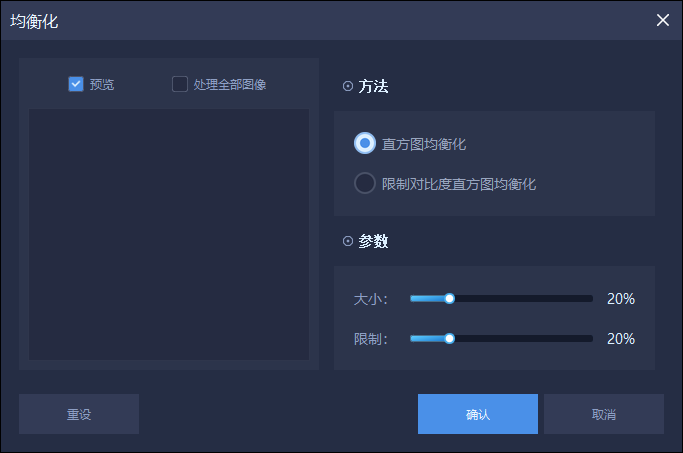 均衡化
预览
处理全部图像
方法
直方图均衡化
限制对比度直方图均衡化
参数
大小: 20%
限制: 20%
重设
确认
取消